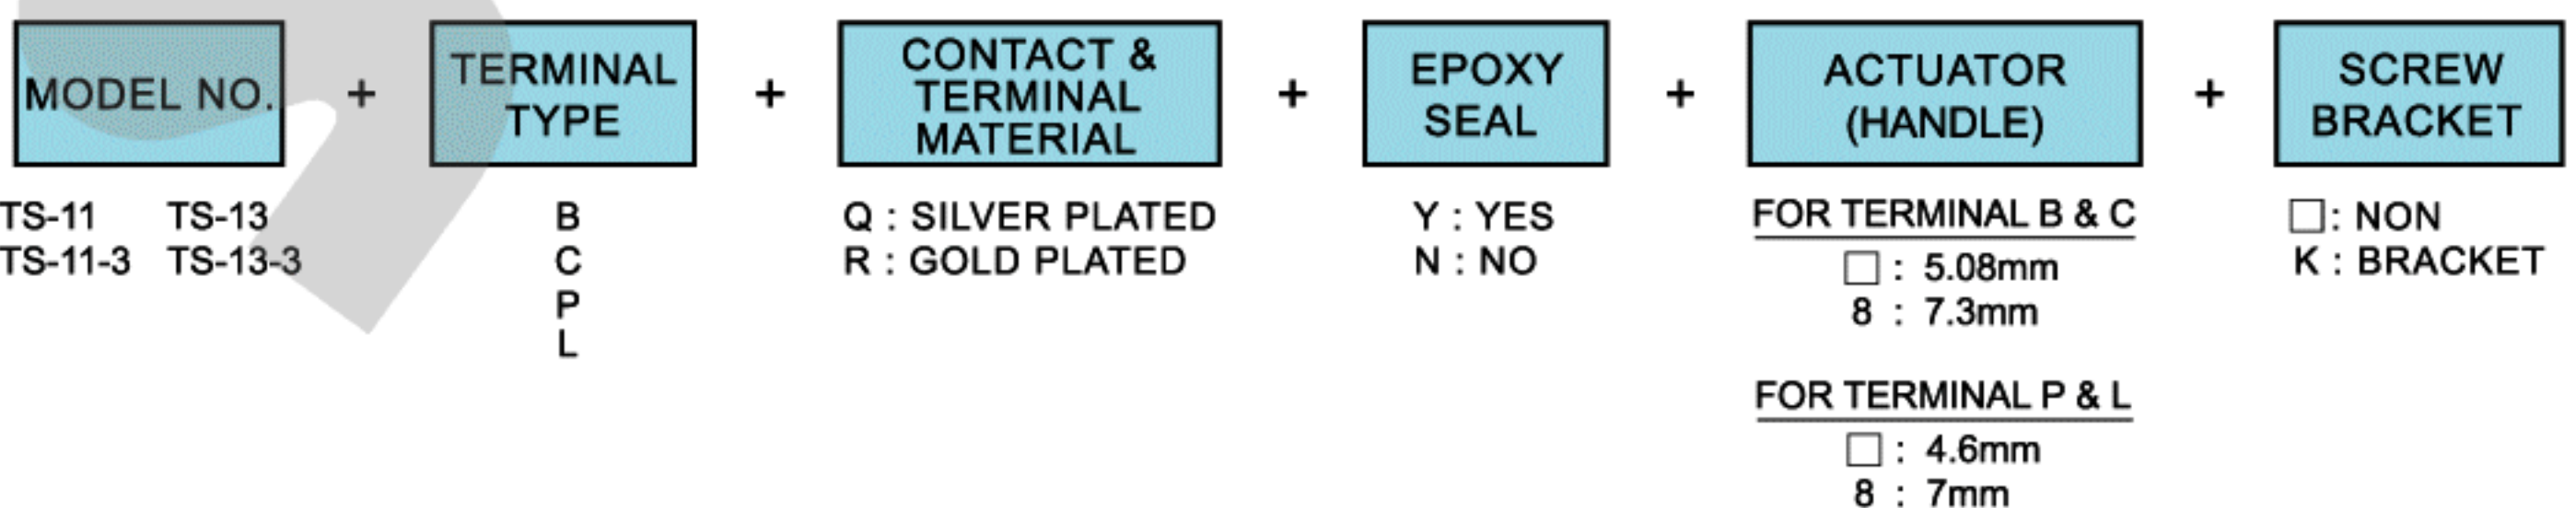 MODEL NO. + TERMINAL TYPE + CONTACT & TERMINAL MATERIAL + EPOXY SEAL + ACTUATOR (HANDLE) + SCREW BRACKET
TS-11 TS-13
TS-11-3 TS-13-3
B
C
P
L
Q : SILVER PLATED
R : GOLD PLATED
Y : YES
N : NO
FOR TERMINAL B & C
□ : 5.08mm
8 : 7.3mm
FOR TERMINAL P & L
□ : 4.6mm
8 : 7mm
□ : NON
K : BRACKET